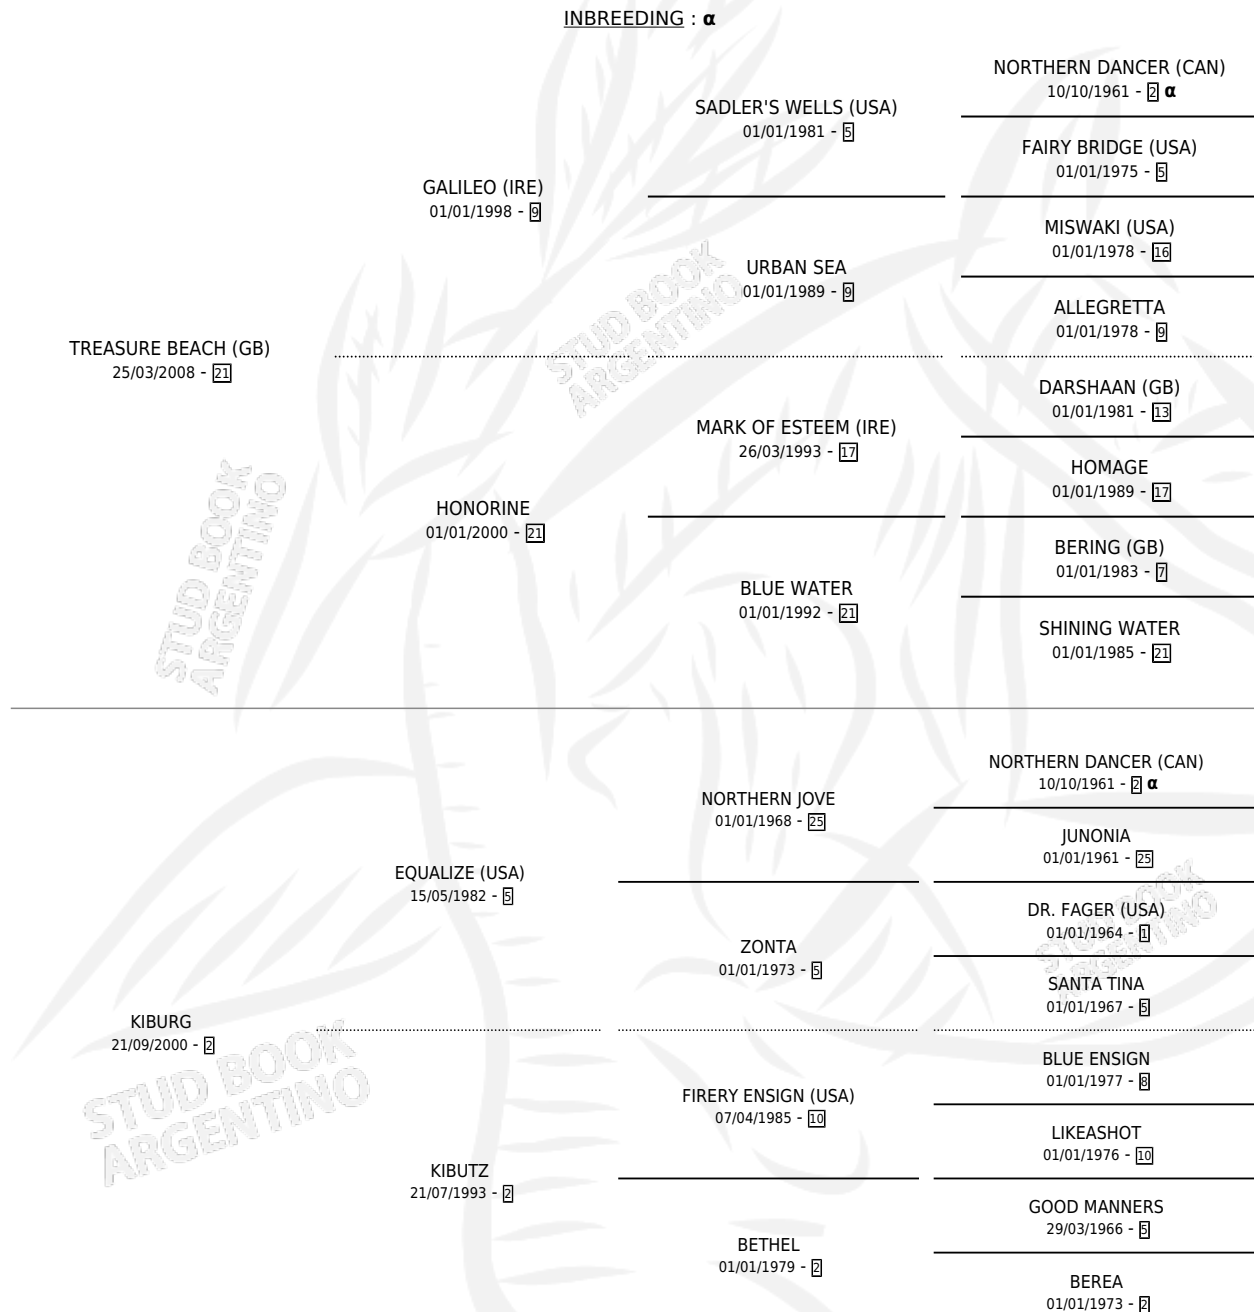 INBREEDING : α
NORTHERN DANCER (CAN)
10/10/1961 - 2 α
SADLER'S WELLS (USA)
01/01/1981 - 5
FAIRY BRIDGE (USA)
01/01/1975 - 5
GALILEO (IRE)
01/01/1998 - 9
MISWAKI (USA)
01/01/1978 - 16
URBAN SEA
01/01/1989 - 9
ALLEGRETTA
01/01/1978 - 9
TREASURE BEACH (GB)
25/03/2008 - 21
DARSHAAN (GB)
01/01/1981 - 13
MARK OF ESTEEM (IRE)
26/03/1993 - 17
HOMAGE
01/01/1989 - 17
HONORINE
01/01/2000 - 21
BERING (GB)
01/01/1983 - 7
BLUE WATER
01/01/1992 - 21
SHINING WATER
01/01/1985 - 21
NORTHERN DANCER (CAN)
10/10/1961 - 2 α
NORTHERN JOVE
01/01/1968 - 25
JUNONIA
01/01/1961 - 25
EQUALIZE (USA)
15/05/1982 - 5
DR. FAGER (USA)
01/01/1964 - 1
ZONTA
01/01/1973 - 5
SANTA TINA
01/01/1967 - 5
KIBURG
21/09/2000 - 2
BLUE ENSIGN
01/01/1977 - 8
FIRERY ENSIGN (USA)
07/04/1985 - 10
LIKEASHOT
01/01/1976 - 10
KIBUTZ
21/07/1993 - 2
GOOD MANNERS
29/03/1966 - 5
BETHEL
01/01/1979 - 2
BEREA
01/01/1973 - 2
STUD BOOK
ARGENTINO
STUD BOOK
ARGENTINO
STUD BOOK
ARGENTINO
STUD BOOK
ARGENTINO